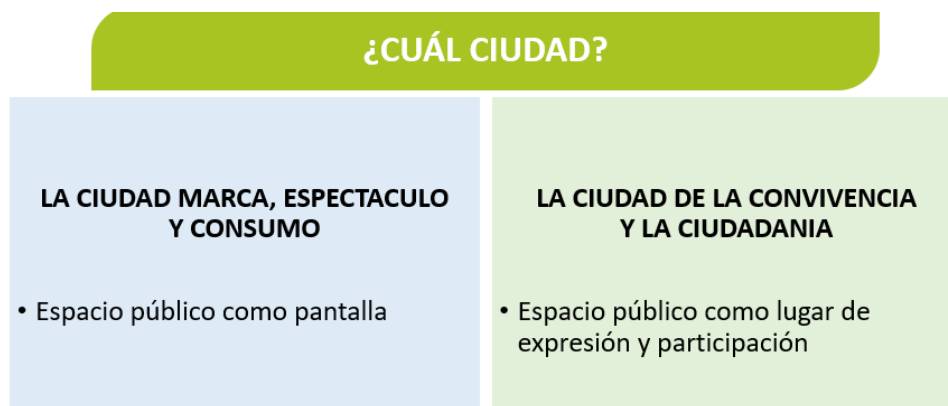 ¿CUÁL CIUDAD?
LA CIUDAD MARCA, ESPECTACULO
Y CONSUMO
• Espacio público como pantalla
LA CIUDAD DE LA CONVIVENCIA
Y LA CIUDADANIA
• Espacio público como lugar de
expresión y participación